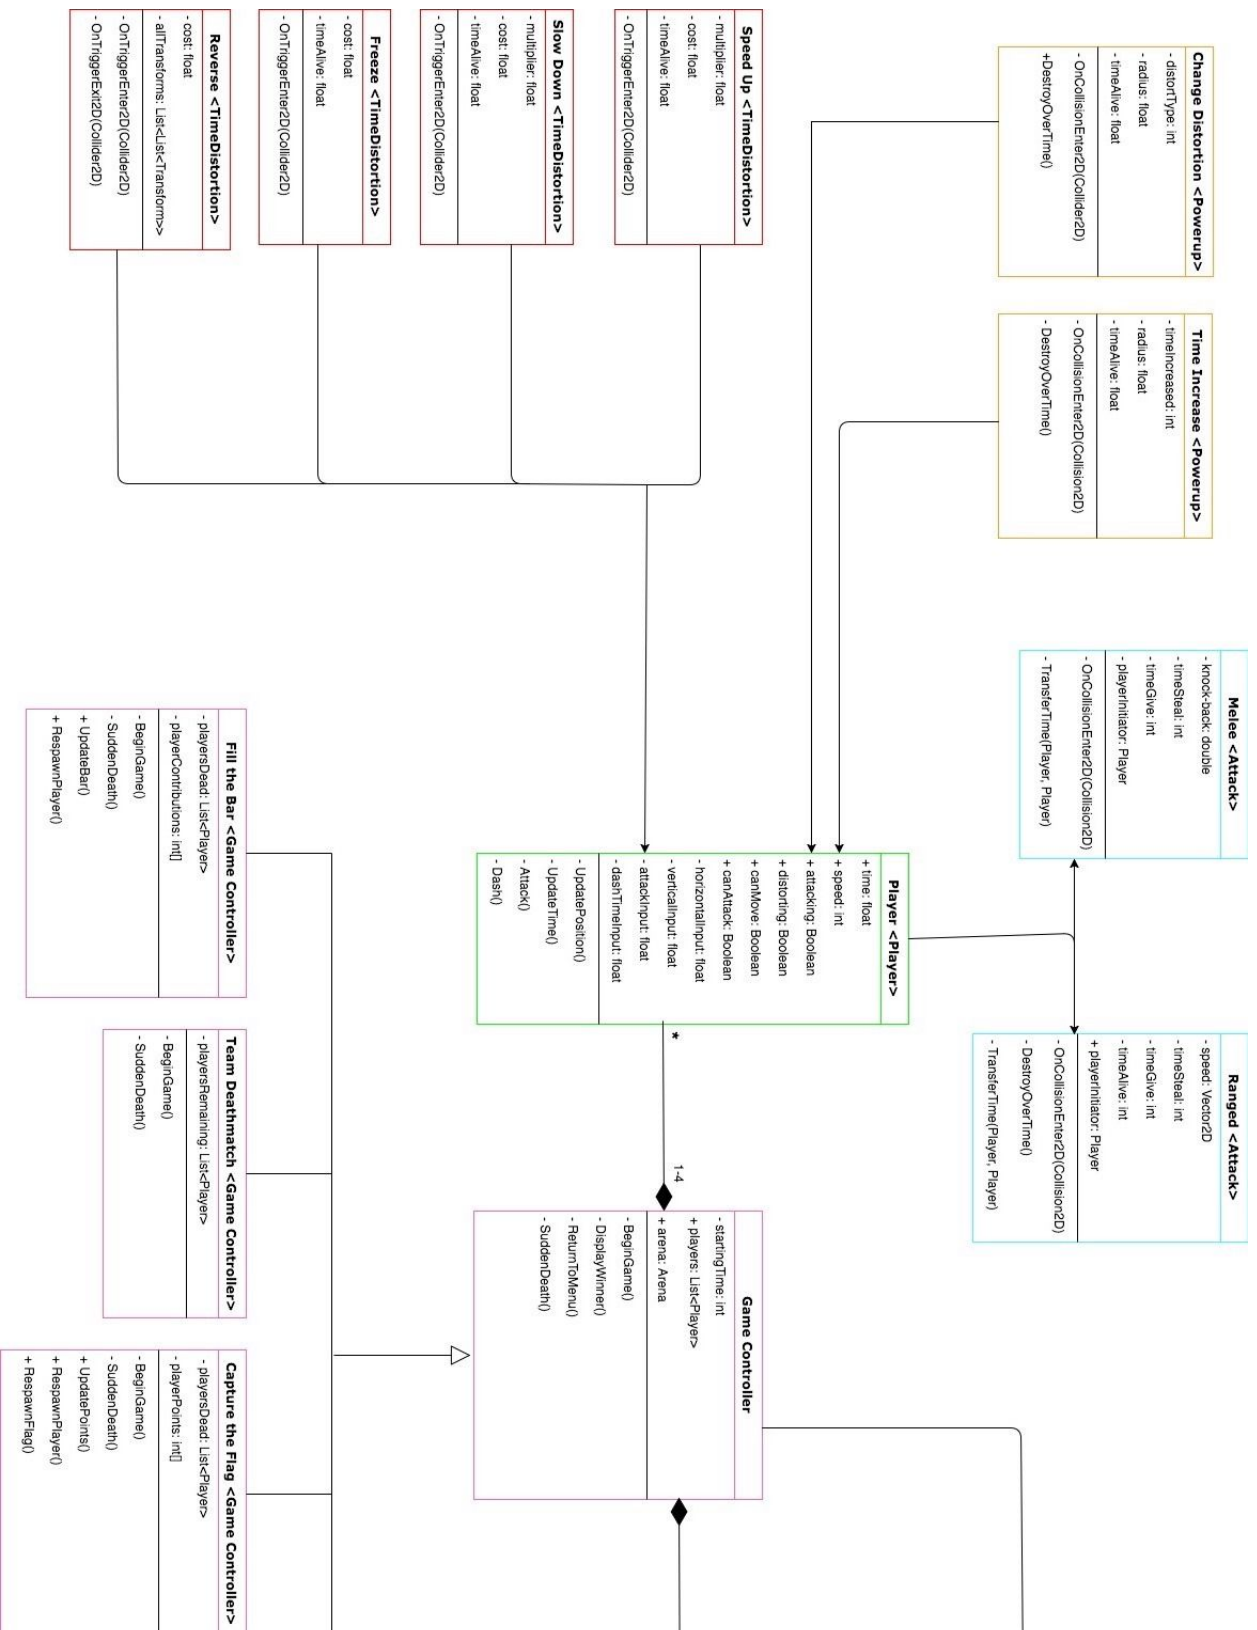 Change Distortion <Powerup>
- distortType: int
- radius: float
- timeAlive: float
- OnCollisionEnter2D(Collider2D)
+DestroyOverTime()
Time Increase <Powerup>
- timeIncreased: int
- radius: float
- timeAlive: float
- OnCollisionEnter2D(Collision2D)
- DestroyOverTime()
Melee <Attack>
- knock-back: double
- timeSteal: int
- timeGive: int
- playerInitiator: Player
- OnCollisionEnter2D(Collision2D)
- TransferTime(Player, Player)
Ranged <Attack>
- speed: Vector2D
- timeSteal: int
- timeGive: int
- timeAlive: int
+ playerInitiator: Player
- OnCollisionEnter2D(Collision2D)
- DestroyOverTime()
- TransferTime(Player, Player)
Speed Up <TimeDistortion>
- multiplier: float
- cost: float
- timeAlive: float
- OnTriggerEnter2D(Collider2D)
Slow Down <TimeDistortion>
- multiplier: float
- cost: float
- timeAlive: float
- OnTriggerEnter2D(Collider2D)
Freeze <TimeDistortion>
- cost: float
- timeAlive: float
- OnTriggerEnter2D(Collider2D)
Reverse <TimeDistortion>
- cost: float
- allTransforms: List<List<Transform>>
- OnTriggerEnter2D(Collider2D)
- OnTriggerExit2D(Collider2D)
Player <Player>
+ time: float
+ speed: int
+ attacking: Boolean
+ distorting: Boolean
+ canMove: Boolean
+ canAttack: Boolean
- horizontalInput: float
- verticalInput: float
- attackInput: float
- dashTimeInput: float
- UpdatePosition()
- UpdateTime()
- Attack()
- Dash()
*
1-4
Game Controller
- startingTime: int
+ players: List<Player>
+ arena: Arena
- BeginGame()
- DisplayWinner()
- ReturnToMenu()
- SuddenDeath()
Fill the Bar <Game Controller>
- playersDead: List<Player>
- playerContributions: int[]
- BeginGame()
- SuddenDeath()
+ UpdateBar()
+ RespawnPlayer()
Team Deathmatch <Game Controller>
- playersRemaining: List<Player>
- BeginGame()
- SuddenDeath()
Capture the Flag <Game Controller>
- playersDead: List<Player>
- playerPoints: int[]
- BeginGame()
- SuddenDeath()
+ UpdatePoints()
+ RespawnPlayer()
+ RespawnFlag()